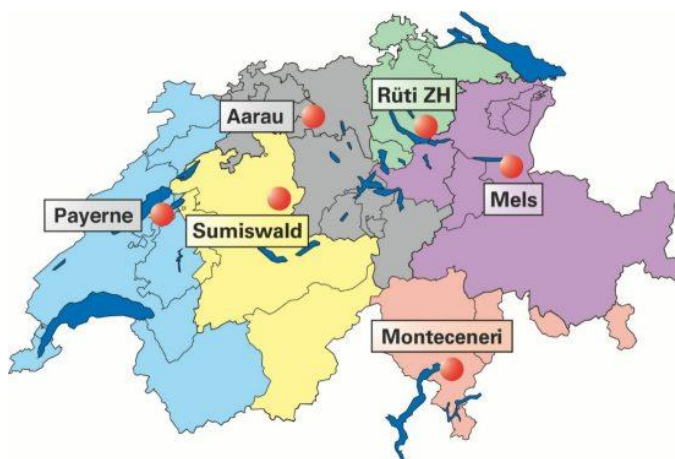 Rüti ZH
Aarau
Mels
Payerne
Sumiswald
Monteceneri